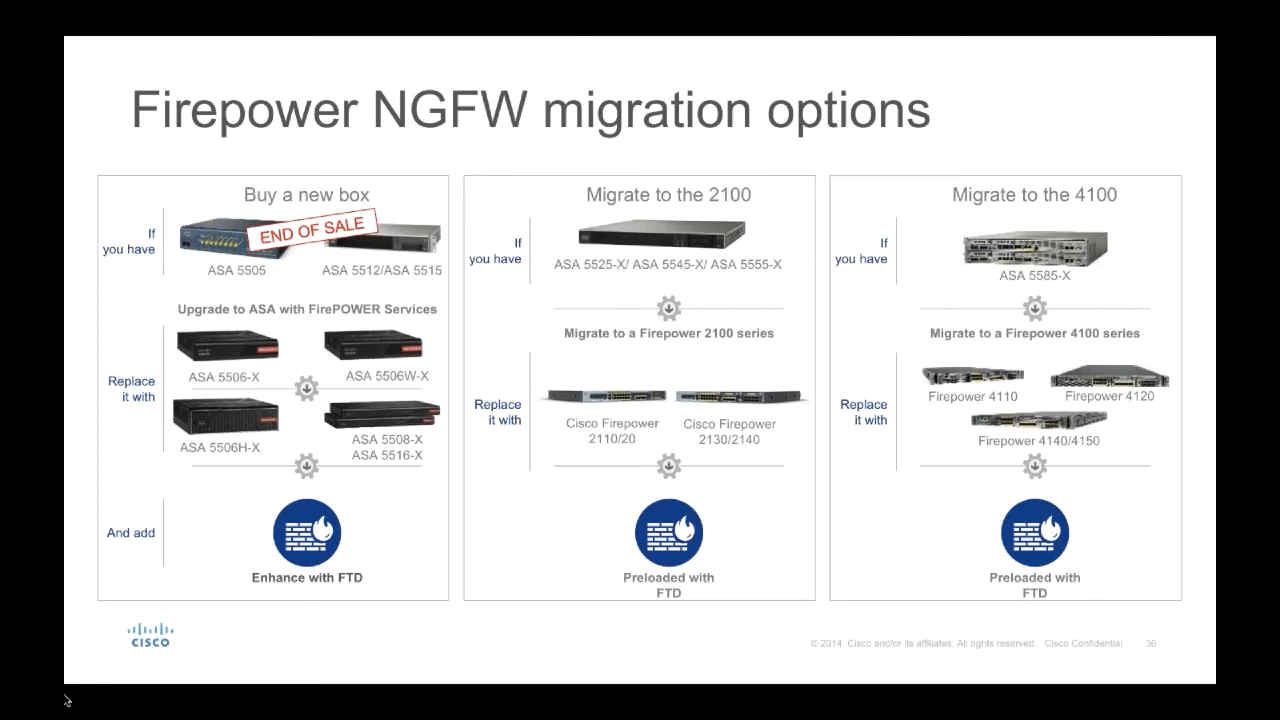 Firepower NGFW migration options
Buy a new box
If
you have
END OF SALE
ASA 5505
ASA 5512/ASA 5515
Upgrade to ASA with FirePOWER Services
Replace
it with
ASA 5506-X
ASA 5506W-X
ASA 5506H-X
ASA 5508-X
ASA 5516-X
And add
Enhance with FTD
Migrate to the 2100
If
you have
ASA 5525-X/ ASA 5545-X/ ASA 5555-X
Migrate to a Firepower 2100 series
Replace
it with
Cisco Firepower
2110/20
Cisco Firepower
2130/2140
Preloaded with
FTD
Migrate to the 4100
If
you have
ASA 5585-X
Migrate to a Firepower 4100 series
Replace
it with
Firepower 4110
Firepower 4120
Firepower 4140/4150
Preloaded with
FTD
CISCO
© 2014 Cisco and/or its affiliates. All rights reserved. Cisco Confidential 36